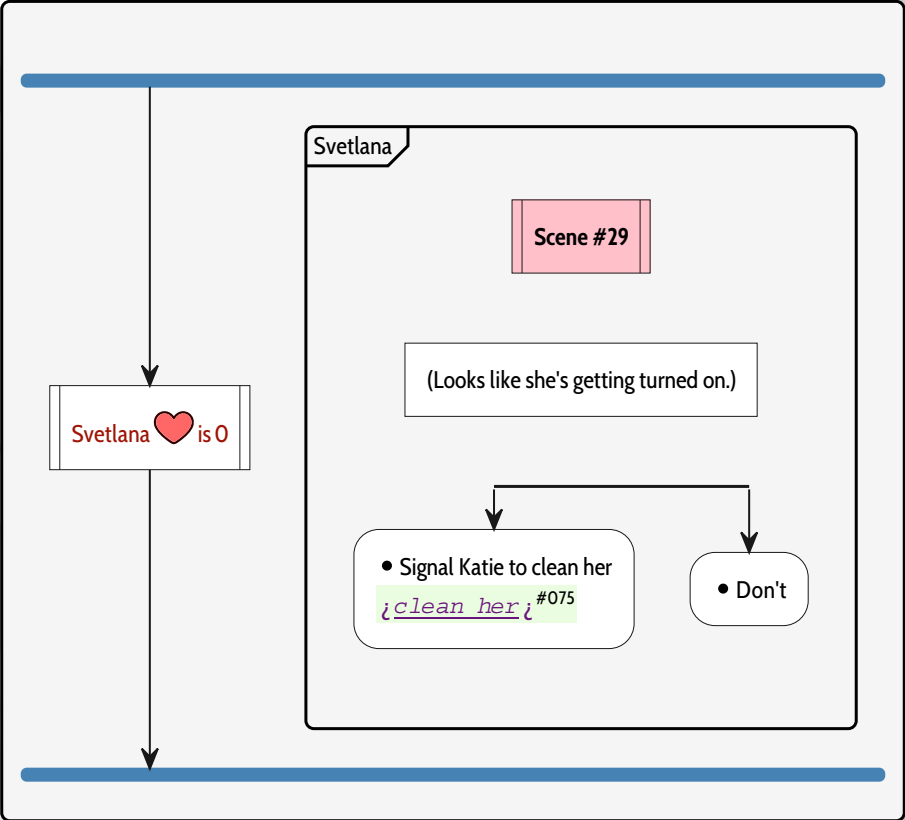 Svetlana
Scene #29
(Looks like she's getting turned on.)
Svetlana is 0
• Signal Katie to clean her
¿clean her¿#075
• Don't